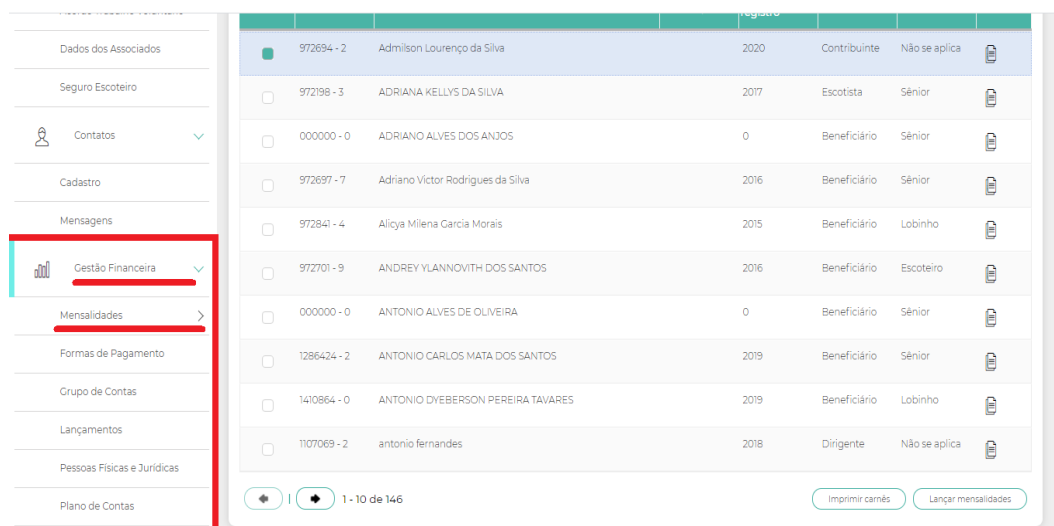 registro
Dados dos Associados
Seguro Escoteiro
Contatos
Cadastro
Mensagens
Gestão Financeira
Mensalidades
Formas de Pagamento
Grupo de Contas
Lançamentos
Pessoas Físicas e Jurídicas
Plano de Contas
972694 - 2 Admilson Lourenço da Silva 2020 Contribuinte Não se aplica
972198 - 3 ADRIANA KELLYS DA SILVA 2017 Escotista Sênior
000000 - 0 ADRIANO ALVES DOS ANJOS 0 Beneficiário Sênior
972697 - 7 Adriano Victor Rodrigues da Silva 2016 Beneficiário Sênior
972841 - 4 Alicya Milena Garcia Morais 2015 Beneficiário Lobinho
972701 - 9 ANDREY YLANNOVITH DOS SANTOS 2016 Beneficiário Escoteiro
000000 - 0 ANTONIO ALVES DE OLIVEIRA 0 Beneficiário Sênior
1286424 - 2 ANTONIO CARLOS MATA DOS SANTOS 2019 Beneficiário Sênior
1410864 - 0 ANTONIO DYEBERSON PEREIRA TAVARES 2019 Beneficiário Lobinho
1107069 - 2 antonio fernandes 2018 Dirigente Não se aplica
| 1 - 10 de 146 Imprimir carnês Lançar mensalidades